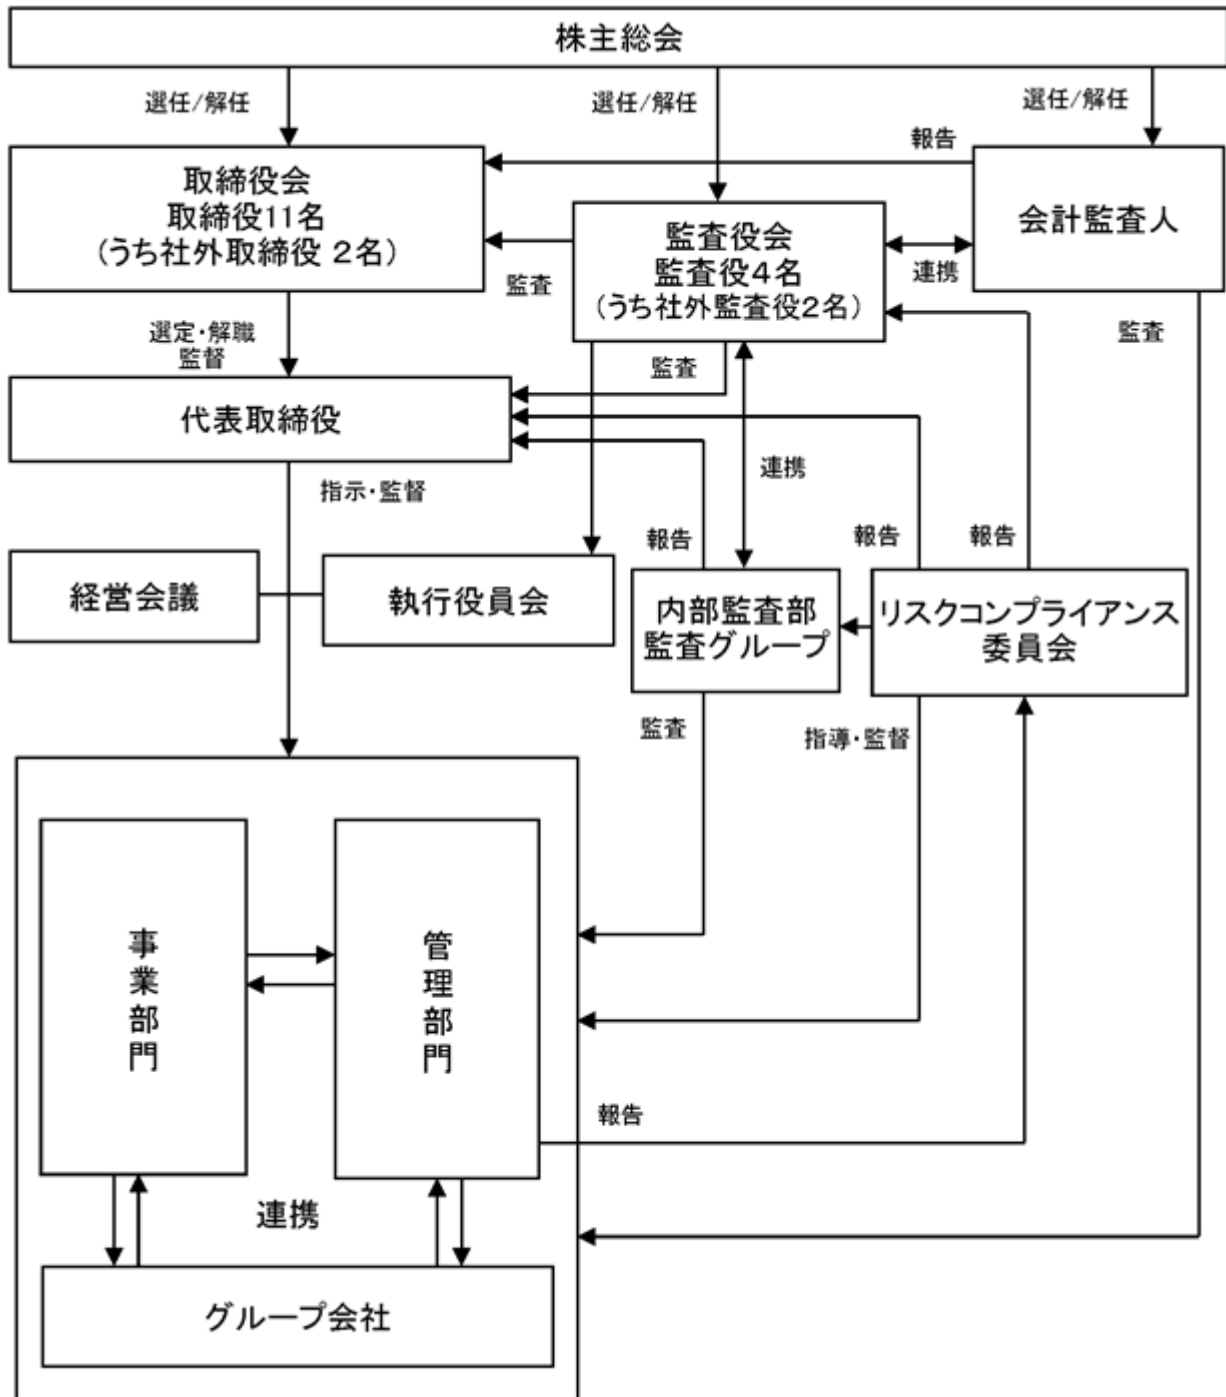 株主総会
選任/解任
選任/解任
選任/解任
報告
取締役会
取締役11名
(うち社外取締役 2名)
監査役会
監査役4名
(うち社外監査役2名)
会計監査人
監査
連携
選定・解職
監督
監査
監査
代表取締役
指示・監督
連携
報告
報告
報告
経営会議
執行役員会
内部監査部
監査グループ
リスクコンプライアンス
委員会
監査
指導・監督
事業部門
管理部門
報告
連携
グループ会社